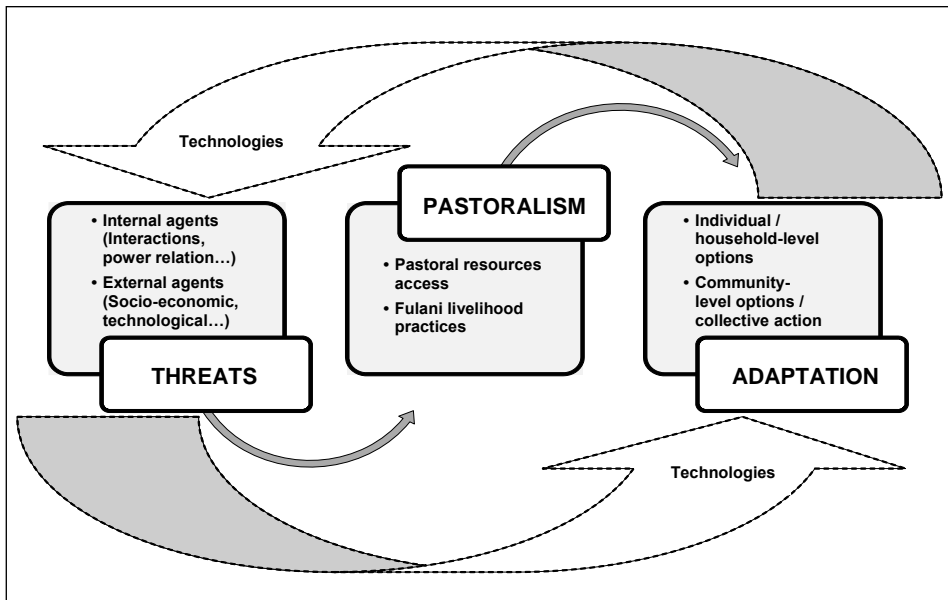 Technologies
• Internal agents
(Interactions,
power relation…)
• External agents
(Socio-economic,
technological…)
THREATS
PASTORALISM
• Pastoral resources
access
• Fulani livelihood
practices
• Individual /
household-level
options
• Community-
level options /
collective action
ADAPTATION
Technologies